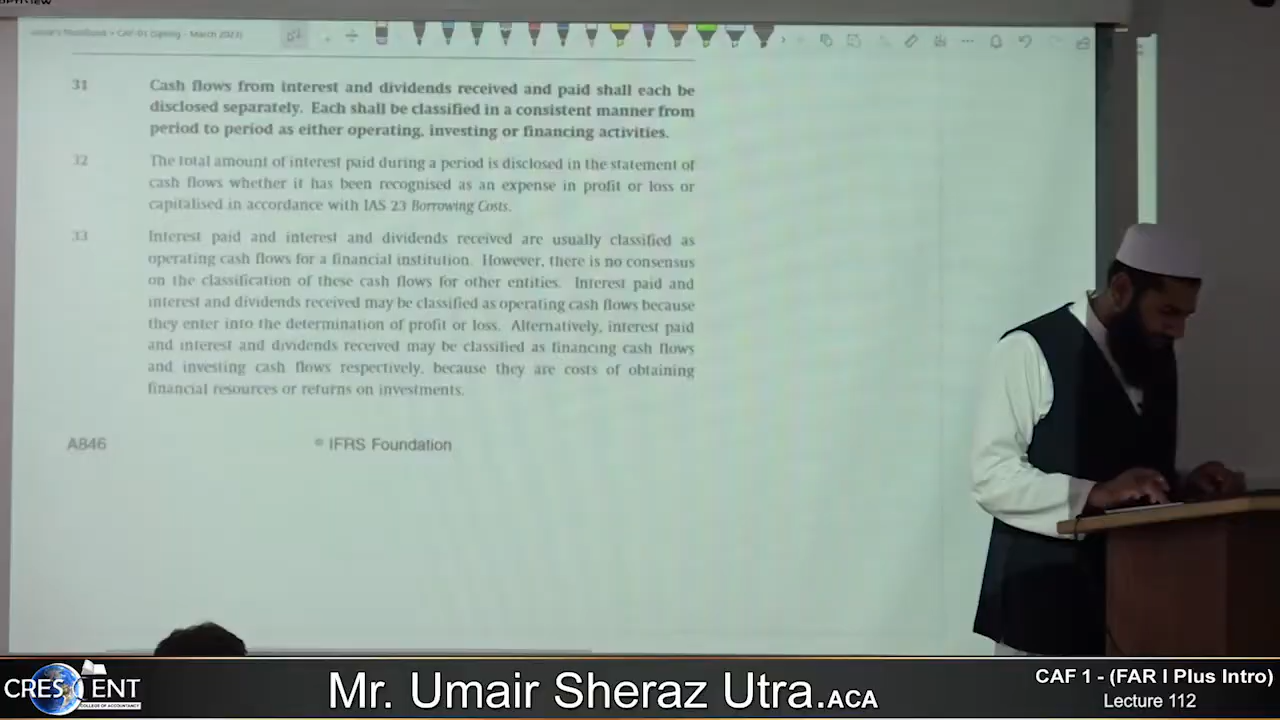 CAF-01 (Spring - March 2023)
31 Cash flows from interest and dividends received and paid shall each be
disclosed separately. Each shall be classified in a consistent manner from
period to period as either operating, investing or financing activities.
32 The total amount of interest paid during a period is disclosed in the statement of
cash flows whether it has been recognised as an expense in profit or loss or
capitalised in accordance with IAS 23 Borrowing Costs.
33 Interest paid and interest and dividends received are usually classified as
operating cash flows for a financial institution. However, there is no consensus
on the classification of these cash flows for other entities. Interest paid and
interest and dividends received may be classified as operating cash flows because
they enter into the determination of profit or loss. Alternatively, interest paid
and interest and dividends received may be classified as financing cash flows
and investing cash flows respectively, because they are costs of obtaining
financial resources or returns on investments.
A846 © IFRS Foundation
CRESCENT
COLLEGE OF ACCOUNTANCY
Mr. Umair Sheraz Utra.ACA
CAF 1 - (FAR I Plus Intro)
Lecture 112